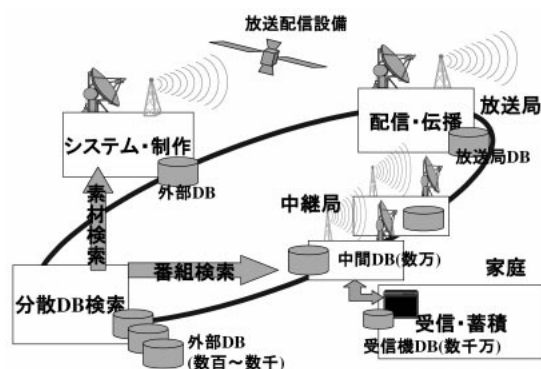 放送配信設備
放送局
配信・伝播
システム・制作
放送局DB
外部DB
素材検索
中継局
番組検索
中間DB(数万)
家庭
分散DB検索
受信・蓄積
外部DB
(数百～数千)
受信機DB(数千万)